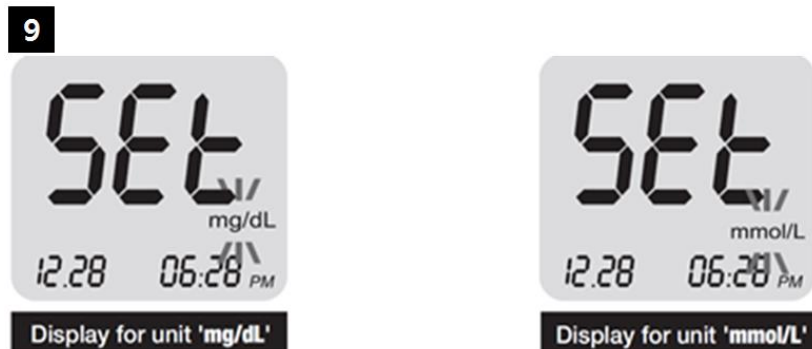 9
SEt
mg/dL
12.28 06:28 PM
Display for unit 'mg/dL'
SEt
mmol/L
12.28 06:28 PM
Display for unit 'mmol/L'